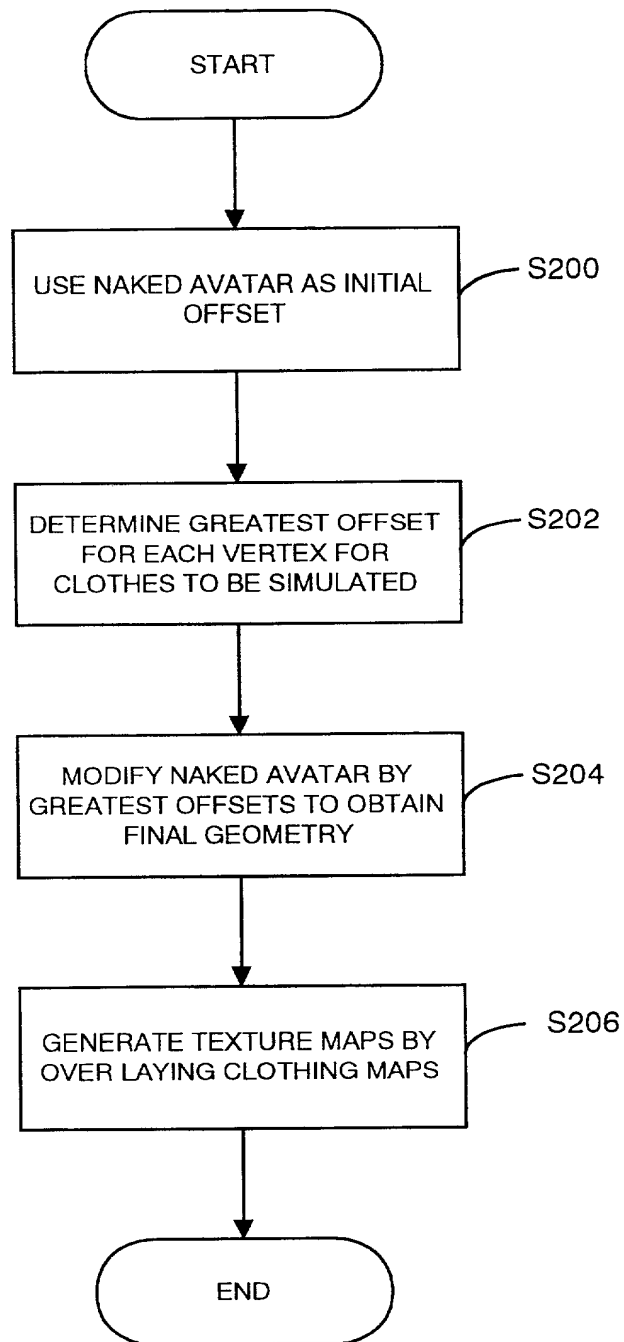 START
USE NAKED AVATAR AS INITIAL
OFFSET
S200
DETERMINE GREATEST OFFSET
FOR EACH VERTEX FOR
CLOTHES TO BE SIMULATED
S202
MODIFY NAKED AVATAR BY
GREATEST OFFSETS TO OBTAIN
FINAL GEOMETRY
S204
GENERATE TEXTURE MAPS BY
OVER LAYING CLOTHING MAPS
S206
END